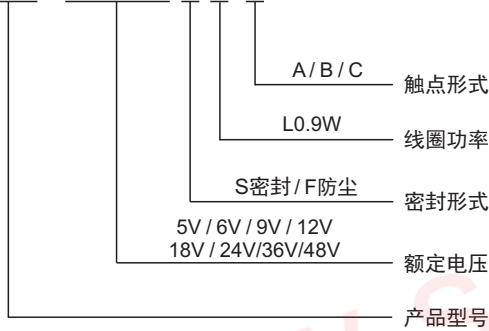 A / B / C
触点形式
L0.9W
线圈功率
S密封 / F防尘
密封形式
5V / 6V / 9V / 12V
18V / 24V/36V/48V
额定电压
产品型号